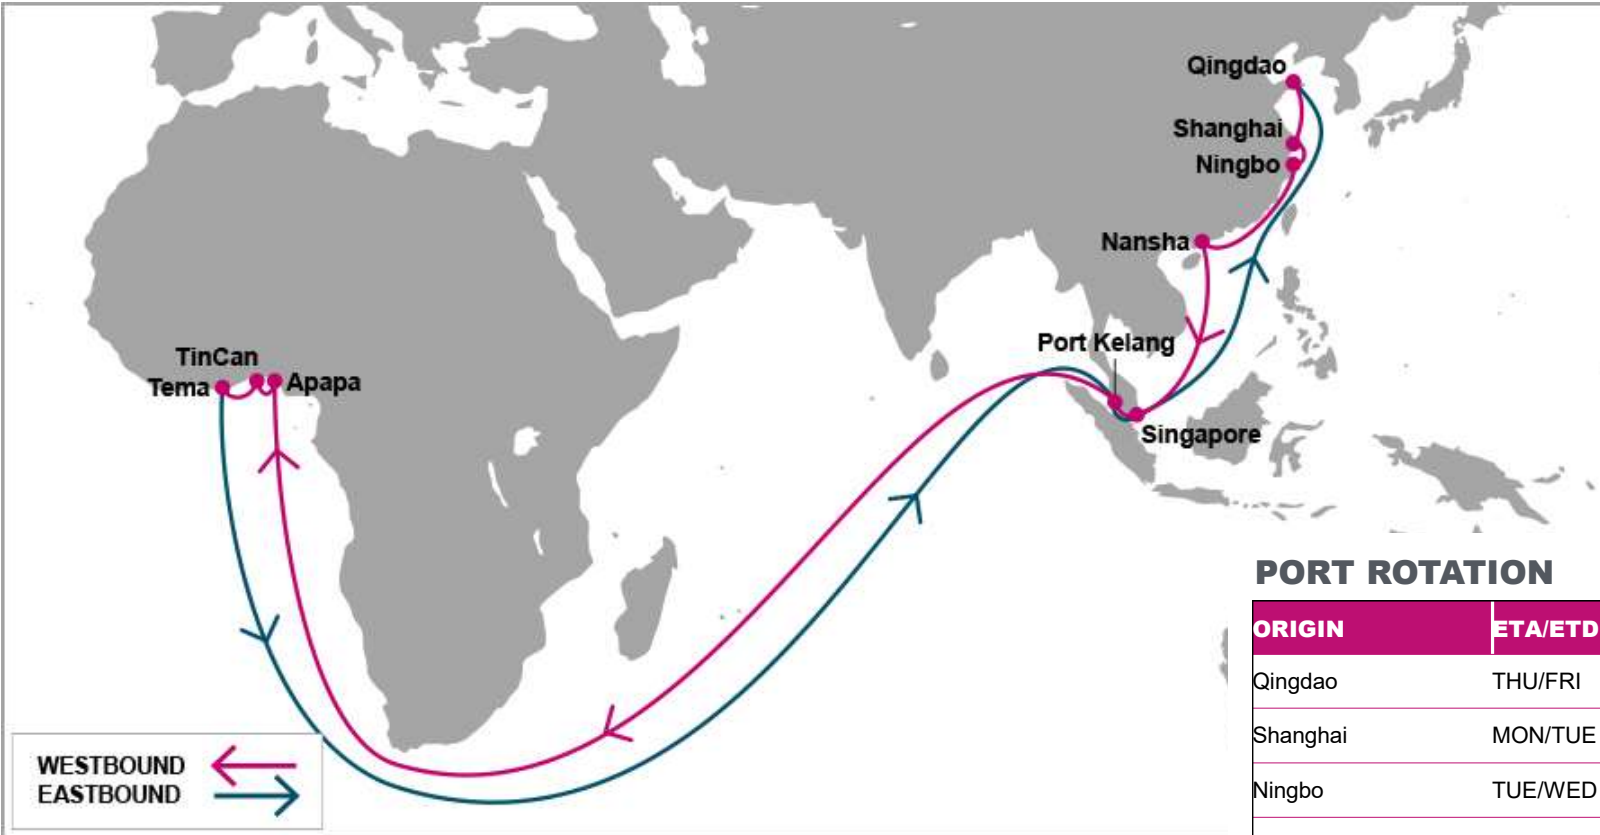 Qingdao
Shanghai
Ningbo
Nansha
Port Kelang
TinCan
Tema
Apapa
Singapore
PORT ROTATION
ORIGIN ETA/ETD
Qingdao THU/FRI
Shanghai MON/TUE
Ningbo TUE/WED
WESTBOUND
EASTBOUND